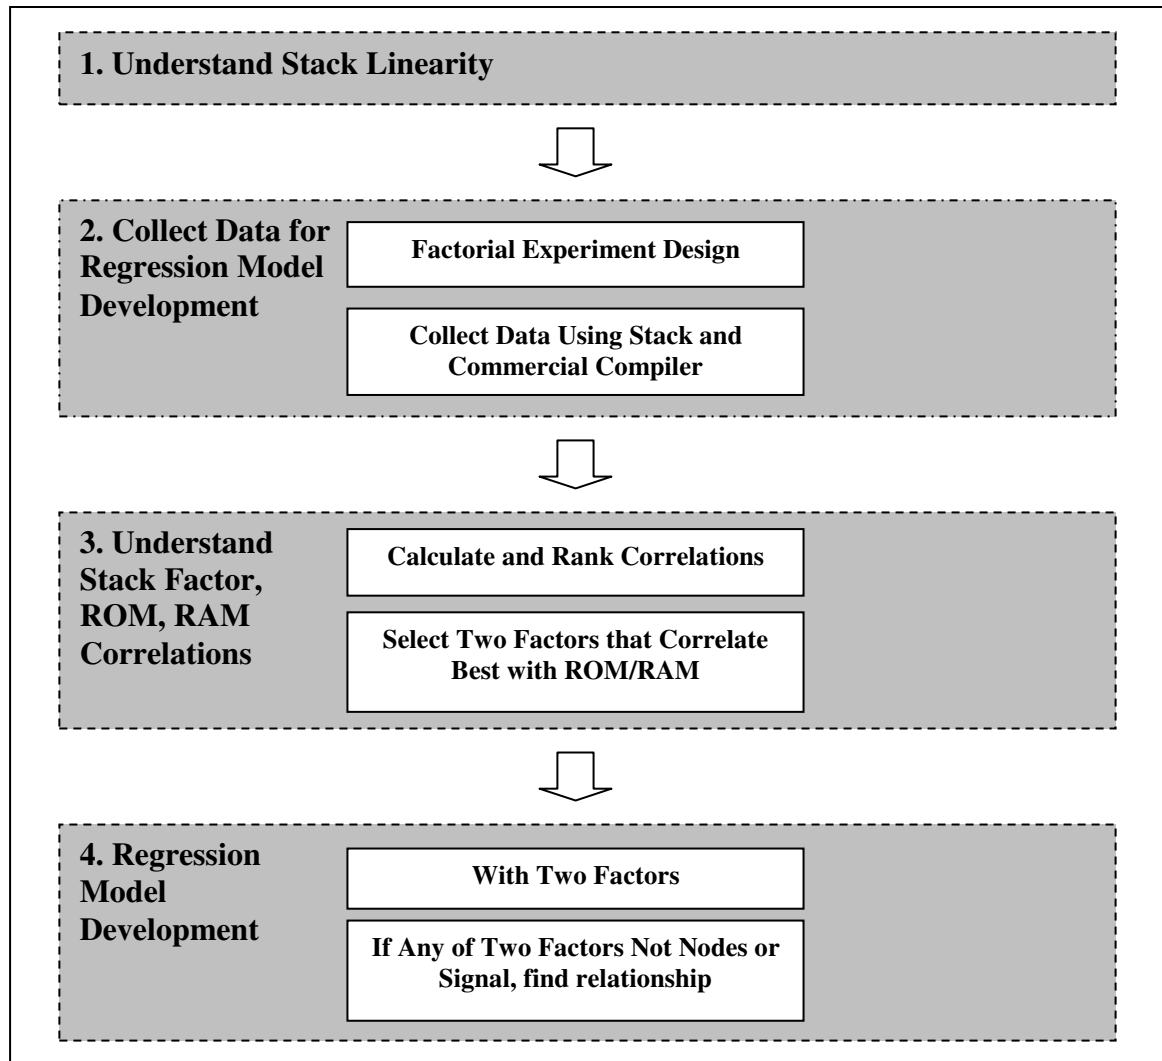 1. Understand Stack Linearity
2. Collect Data for
Regression Model
Development
Factorial Experiment Design
Collect Data Using Stack and
Commercial Compiler
3. Understand
Stack Factor,
ROM, RAM
Correlations
Calculate and Rank Correlations
Select Two Factors that Correlate
Best with ROM/RAM
4. Regression
Model
Development
With Two Factors
If Any of Two Factors Not Nodes or
Signal, find relationship